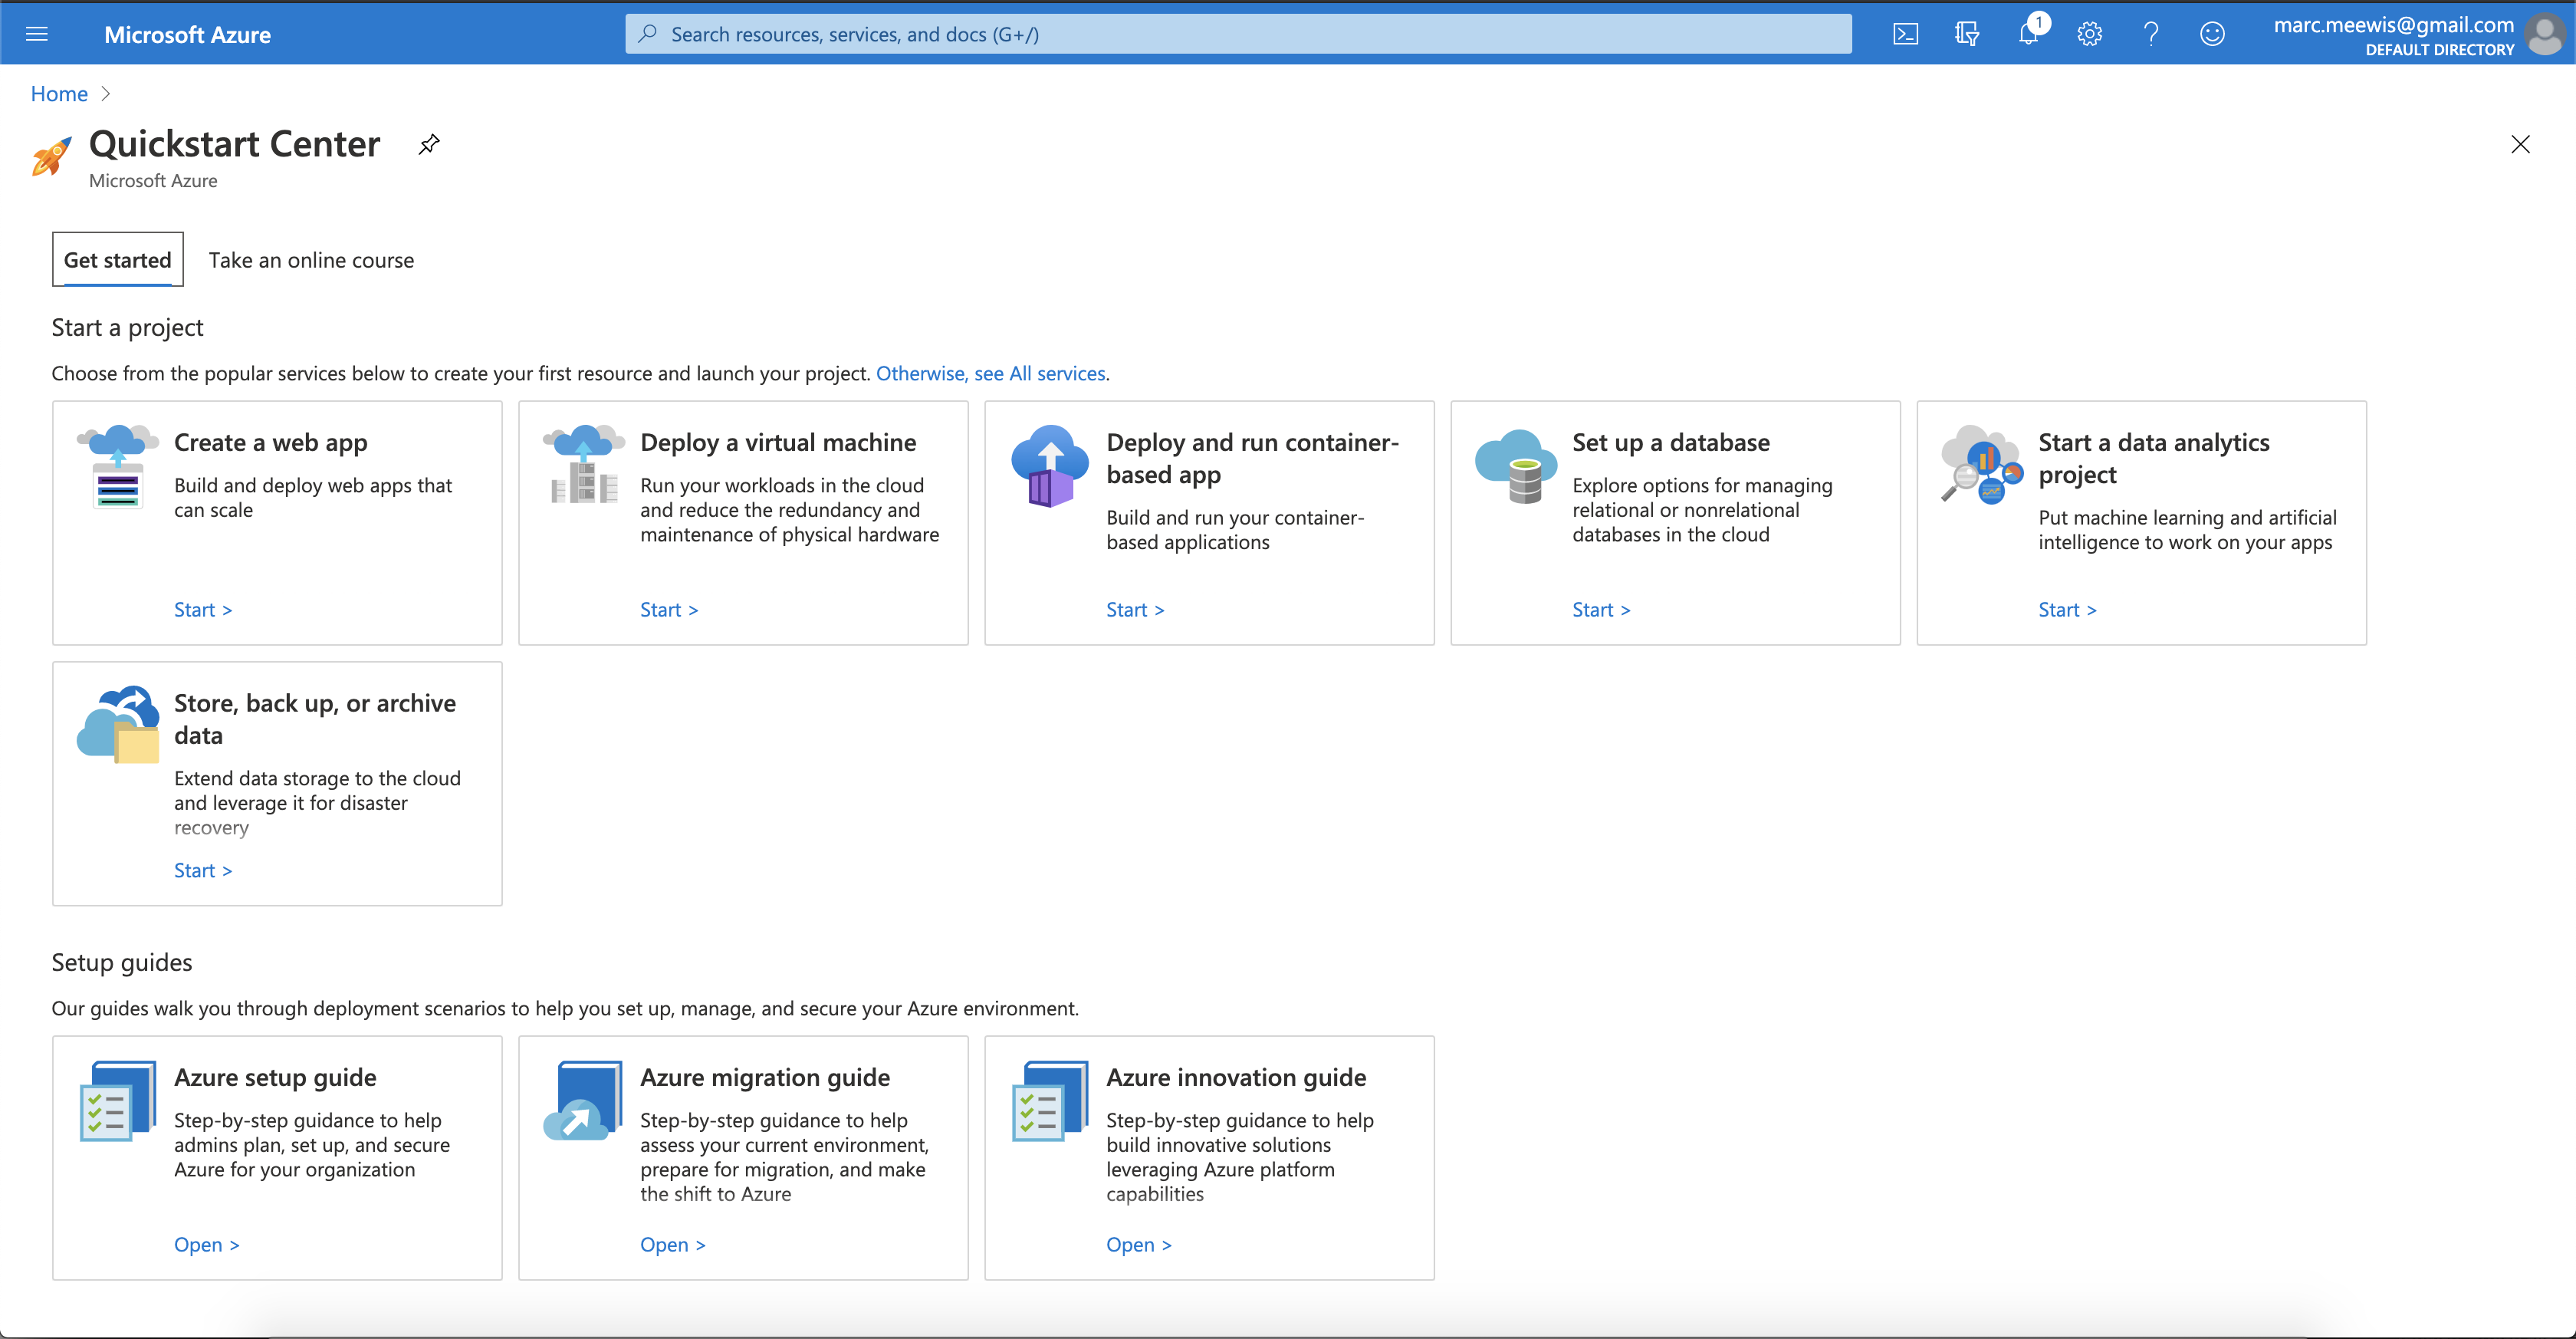 Microsoft Azure
Search resources, services, and docs (G+/)
1
marc.meewis@gmail.com
DEFAULT DIRECTORY
Home
Quickstart Center
Microsoft Azure
Get started
Take an online course
Start a project
Choose from the popular services below to create your first resource and launch your project. Otherwise, see All services.
Create a web app
Build and deploy web apps that
can scale
Start >
Deploy a virtual machine
Run your workloads in the cloud
and reduce the redundancy and
maintenance of physical hardware
Start >
Deploy and run container-
based app
Build and run your container-
based applications
Start >
Set up a database
Explore options for managing
relational or nonrelational
databases in the cloud
Start >
Start a data analytics
project
Put machine learning and artificial
intelligence to work on your apps
Start >
Store, back up, or archive
data
Extend data storage to the cloud
and leverage it for disaster
recovery
Start >
Setup guides
Our guides walk you through deployment scenarios to help you set up, manage, and secure your Azure environment.
Azure setup guide
Step-by-step guidance to help
admins plan, set up, and secure
Azure for your organization
Open >
Azure migration guide
Step-by-step guidance to help
assess your current environment,
prepare for migration, and make
the shift to Azure
Open >
Azure innovation guide
Step-by-step guidance to help
build innovative solutions
leveraging Azure platform
capabilities
Open >